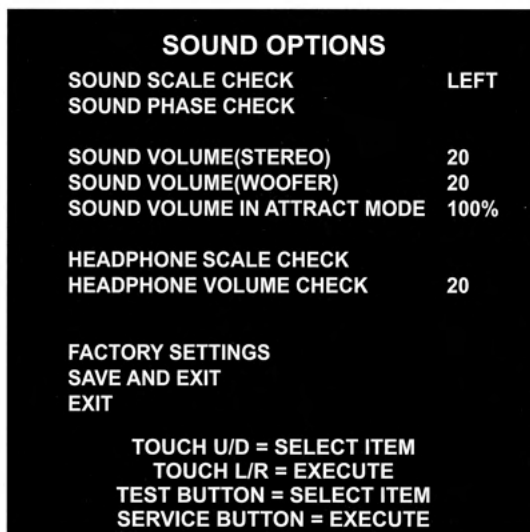 SOUND OPTIONS
SOUND SCALE CHECK LEFT
SOUND PHASE CHECK
SOUND VOLUME(STEREO) 20
SOUND VOLUME(WOOFER) 20
SOUND VOLUME IN ATTRACT MODE 100%
HEADPHONE SCALE CHECK
HEADPHONE VOLUME CHECK 20
FACTORY SETTINGS
SAVE AND EXIT
EXIT
TOUCH U/D = SELECT ITEM
TOUCH L/R = EXECUTE
TEST BUTTON = SELECT ITEM
SERVICE BUTTON = EXECUTE